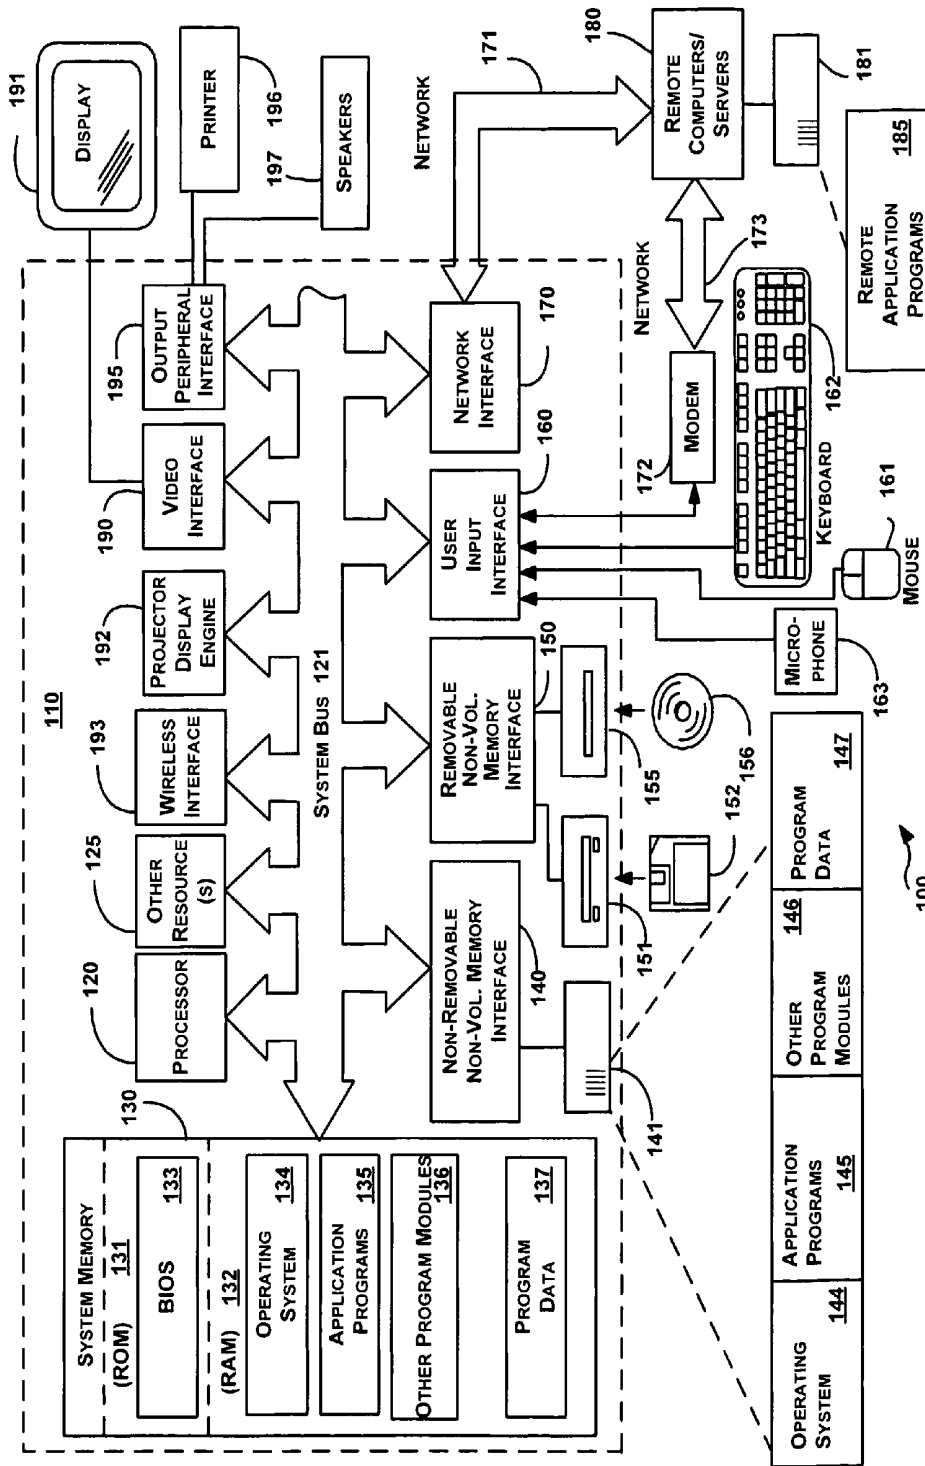 110
SYSTEM MEMORY
(ROM) 131
BIOS 133
(RAM) 132
OPERATING
SYSTEM 134
APPLICATION
PROGRAMS 135
OTHER PROGRAM MODULES
136
PROGRAM
DATA 137
130
120
PROCESSOR
125
OTHER
RESOURCE
(S)
193
WIRELESS
INTERFACE
192
PROJECTOR
DISPLAY
ENGINE
190
VIDEO
INTERFACE
195
OUTPUT
PERIPHERAL
INTERFACE
191
DISPLAY
PRINTER
196
197
SPEAKERS
SYSTEM BUS 121
NON-REMOVABLE
NON-VOL. MEMORY
INTERFACE
140
REMOVABLE
NON-VOL.
MEMORY
INTERFACE
150
USER
INPUT
INTERFACE
160
NETWORK
INTERFACE
170
NETWORK
171
180
REMOTE
COMPUTERS/
SERVERS
181
141
151
152
155
156
MICRO-
PHONE
163
MOUSE
161
KEYBOARD
162
172
MODEM
NETWORK
173
REMOTE
APPLICATION
PROGRAMS
185
OPERATING
SYSTEM
144
APPLICATION
PROGRAMS
145
OTHER
PROGRAM
MODULES
146
PROGRAM
DATA
147
100